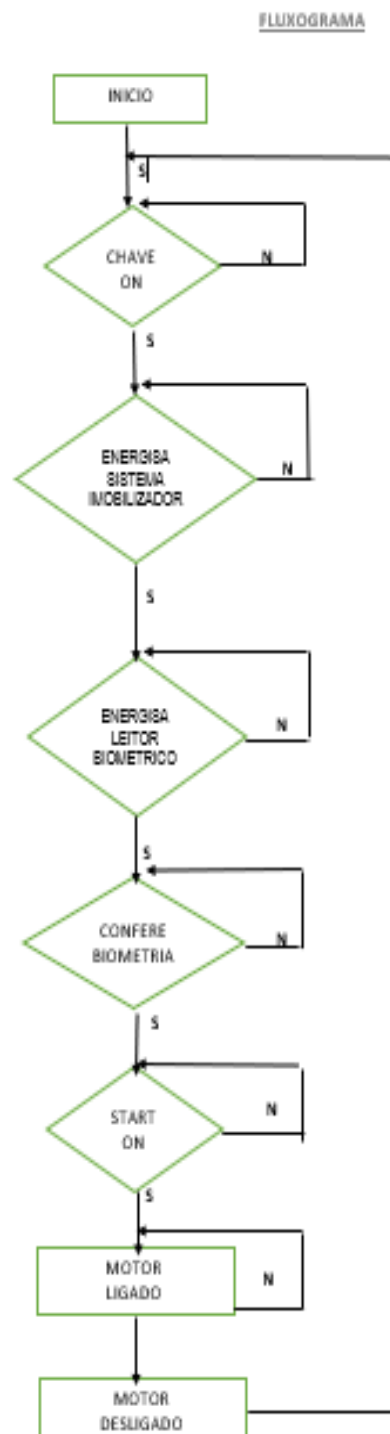 FLUXOGRAMA
INICIO
S
CHAVE
ON
N
S
ENERGISA
SISTEMA
IMOBILIZADOR
N
S
ENERGISA
LEITOR
BIOMETRICO
N
S
CONFERE
BIOMETRIA
N
S
START
ON
N
S
MOTOR
LIGADO
N
MOTOR
DESLIGADO